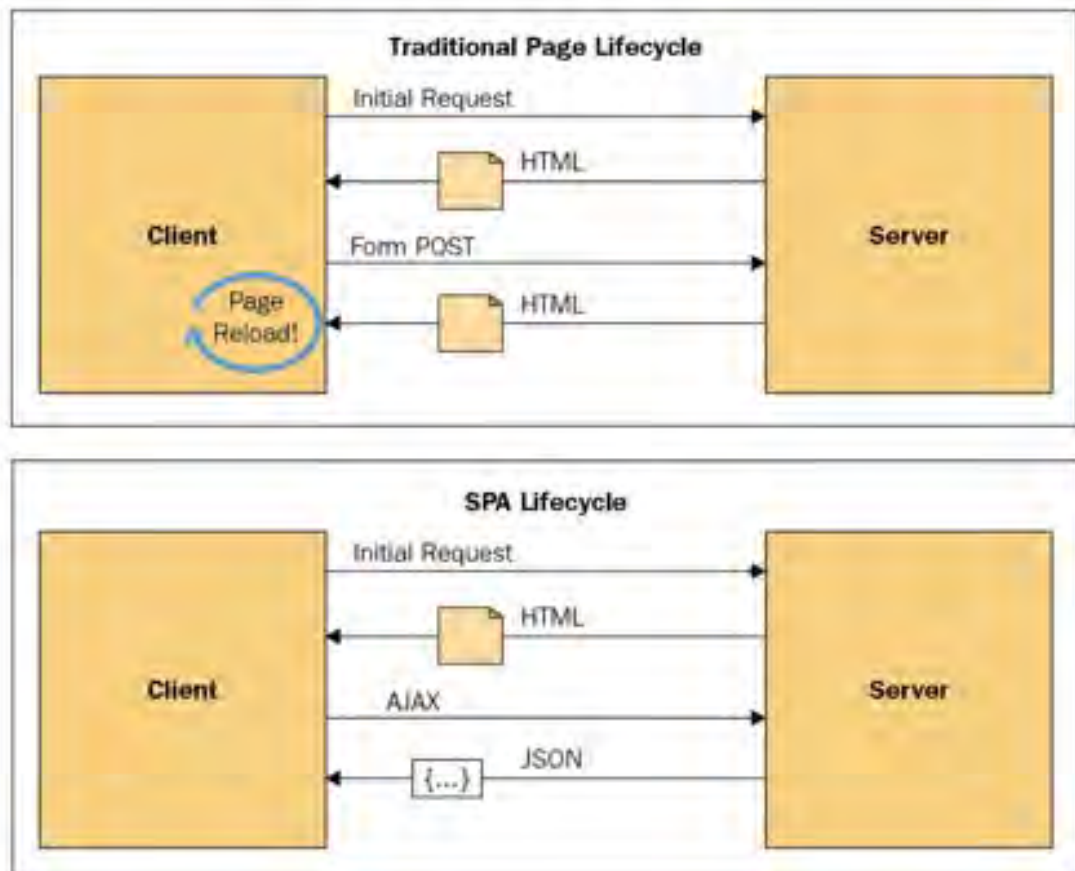 Traditional Page Lifecycle
Initial Request
HTML
Client
Server
Form POST
Page
Reload!
HTML
SPA Lifecycle
Initial Request
HTML
Client
Server
AJAX
JSON
{...}